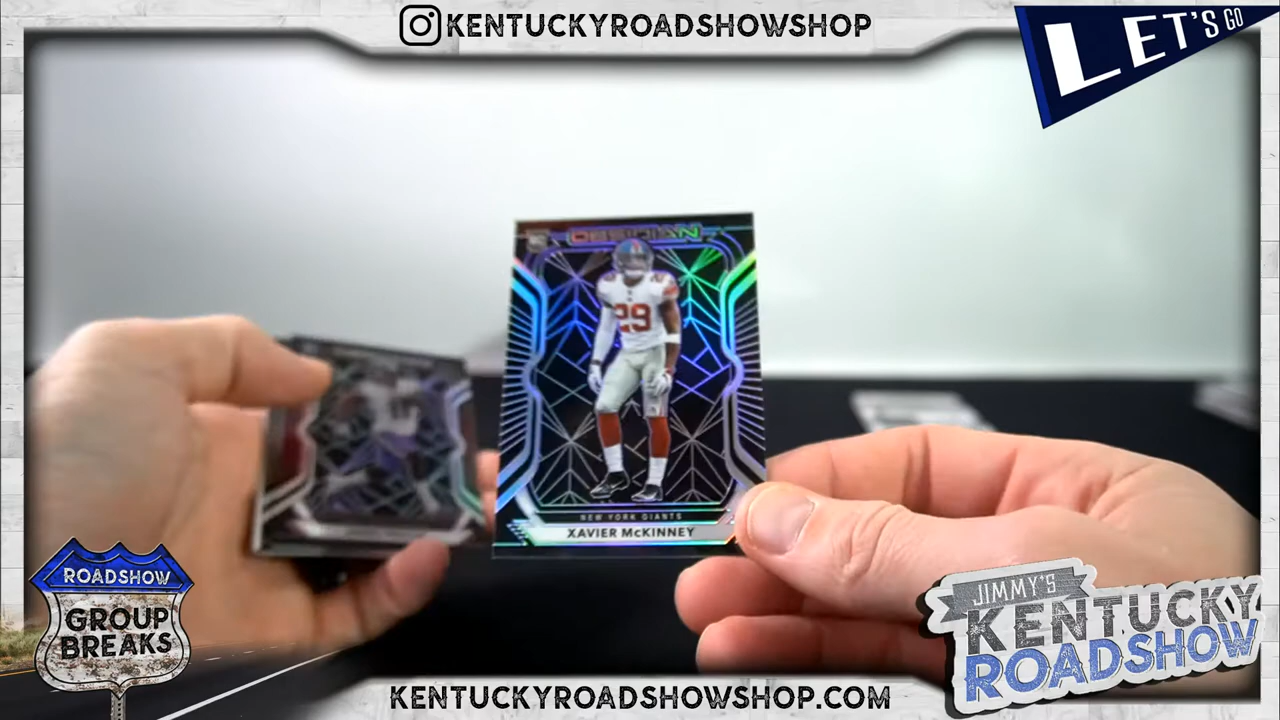 KENTUCKYROADSHOWSHOP
LET'S GO
OBSIDIAN
29
NEW YORK GIANTS
XAVIER McKINNEY
ROADSHOW
GROUP
BREAKS
JIMMY'S
KENTUCKY
ROADSHOW
KENTUCKYROADSHOWSHOP.COM